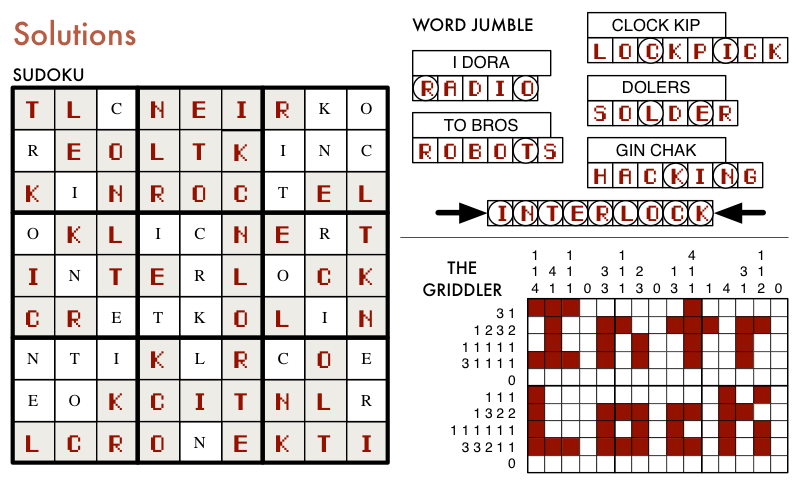 Solutions
SUDOKU
T L C N E I R K O
R E O L T K I N C
K I N R O C T E L
O K L I C N E R T
I N T E R L O C K
C R E T K O L I N
N T I K L R C O E
E O K C I T N L R
L C R O N E K T I
WORD JUMBLE
I DORA
RADIO
TO BROS
ROBOTS
CLOCK KIP
LOCKPICK
DOLERS
SOLDER
GIN CHAK
HACKING
INTERLOCK
THE
GRIDDLER
1 1 1 4 1
1 4 1 3 1 2 1 1 3 1
4 1 1 0 3 1 3 0 3 1 1 4 1 2 0
3 1
1 2 3 2
1 1 1 1 1
3 1 1 1 1
0
1 1 1
1 3 2 2
1 1 1 1 1 1
3 3 2 1 1
0
Intr
Lock